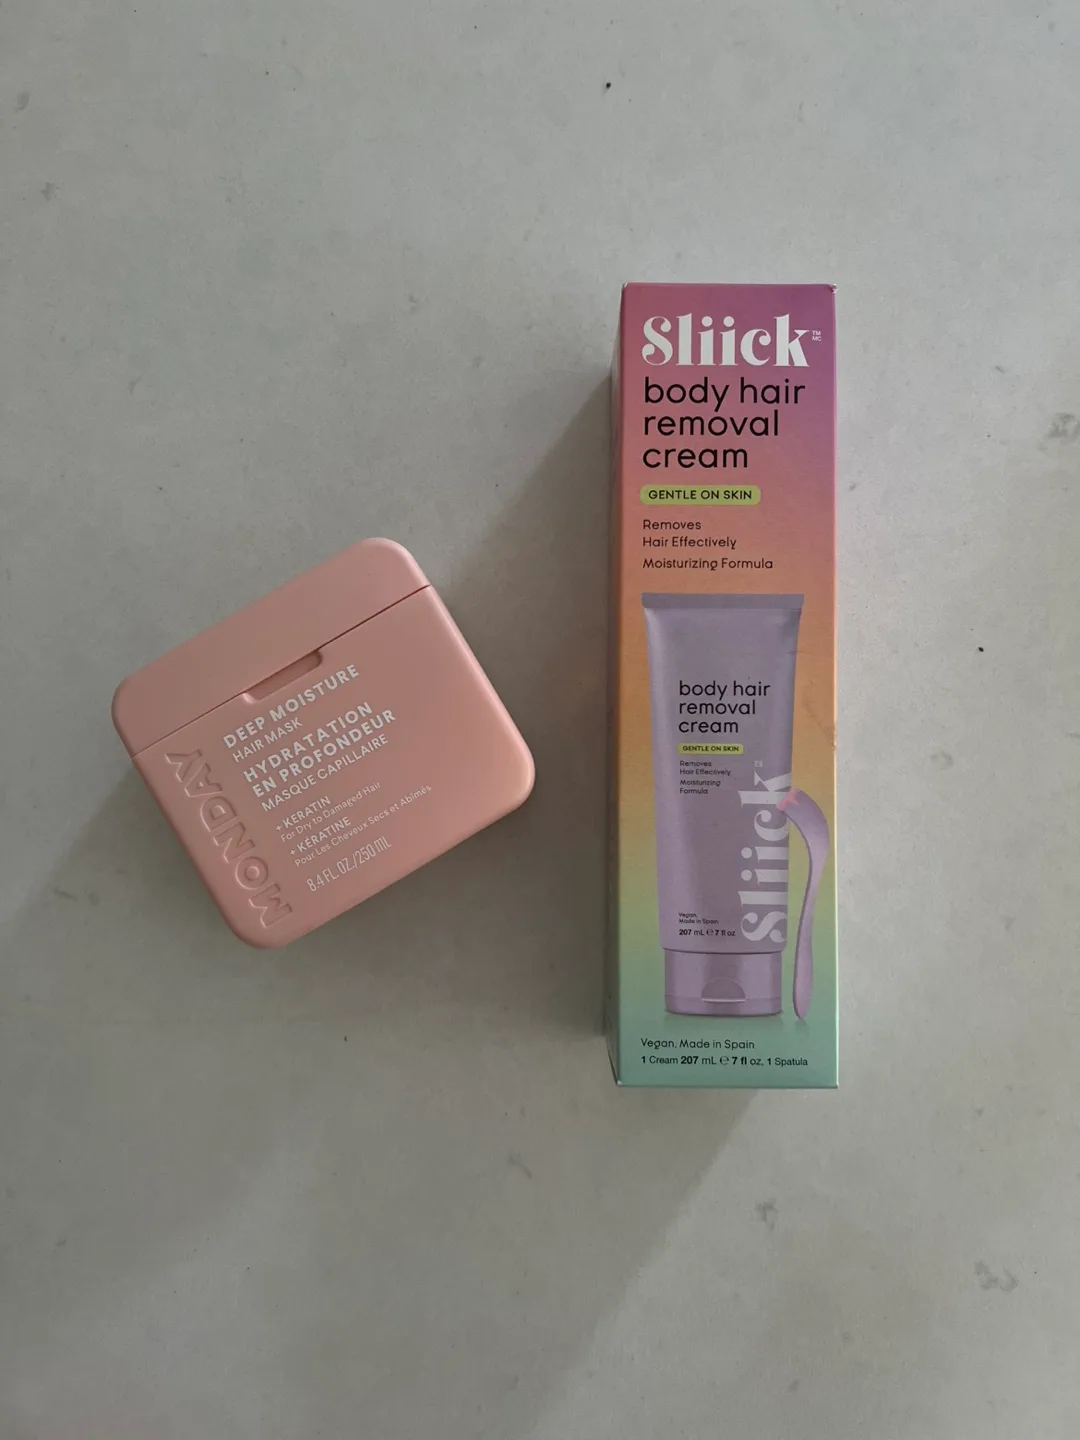 MONDAY
DEEP MOISTURE
HAIR MASK
HYDRATATION
EN PROFONDEUR
MASQUE CAPILLAIRE
+ KERATIN
For Dry to Damaged Hair
+ KÉRATINE
Pour Les Cheveux Secs et Abîmés
8.4 FL. OZ./250 mL
Sliick™ MC
body hair
removal
cream
GENTLE ON SKIN
Removes
Hair Effectively
Moisturizing Formula
body hair
removal
cream
GENTLE ON SKIN
Removes
Hair Effectively
Moisturizing
Formula
Sliick™
Vegan.
Made in Spain
207 mL ℮ 7 fl oz
Vegan. Made in Spain
1 Cream 207 mL ℮ 7 fl oz, 1 Spatula